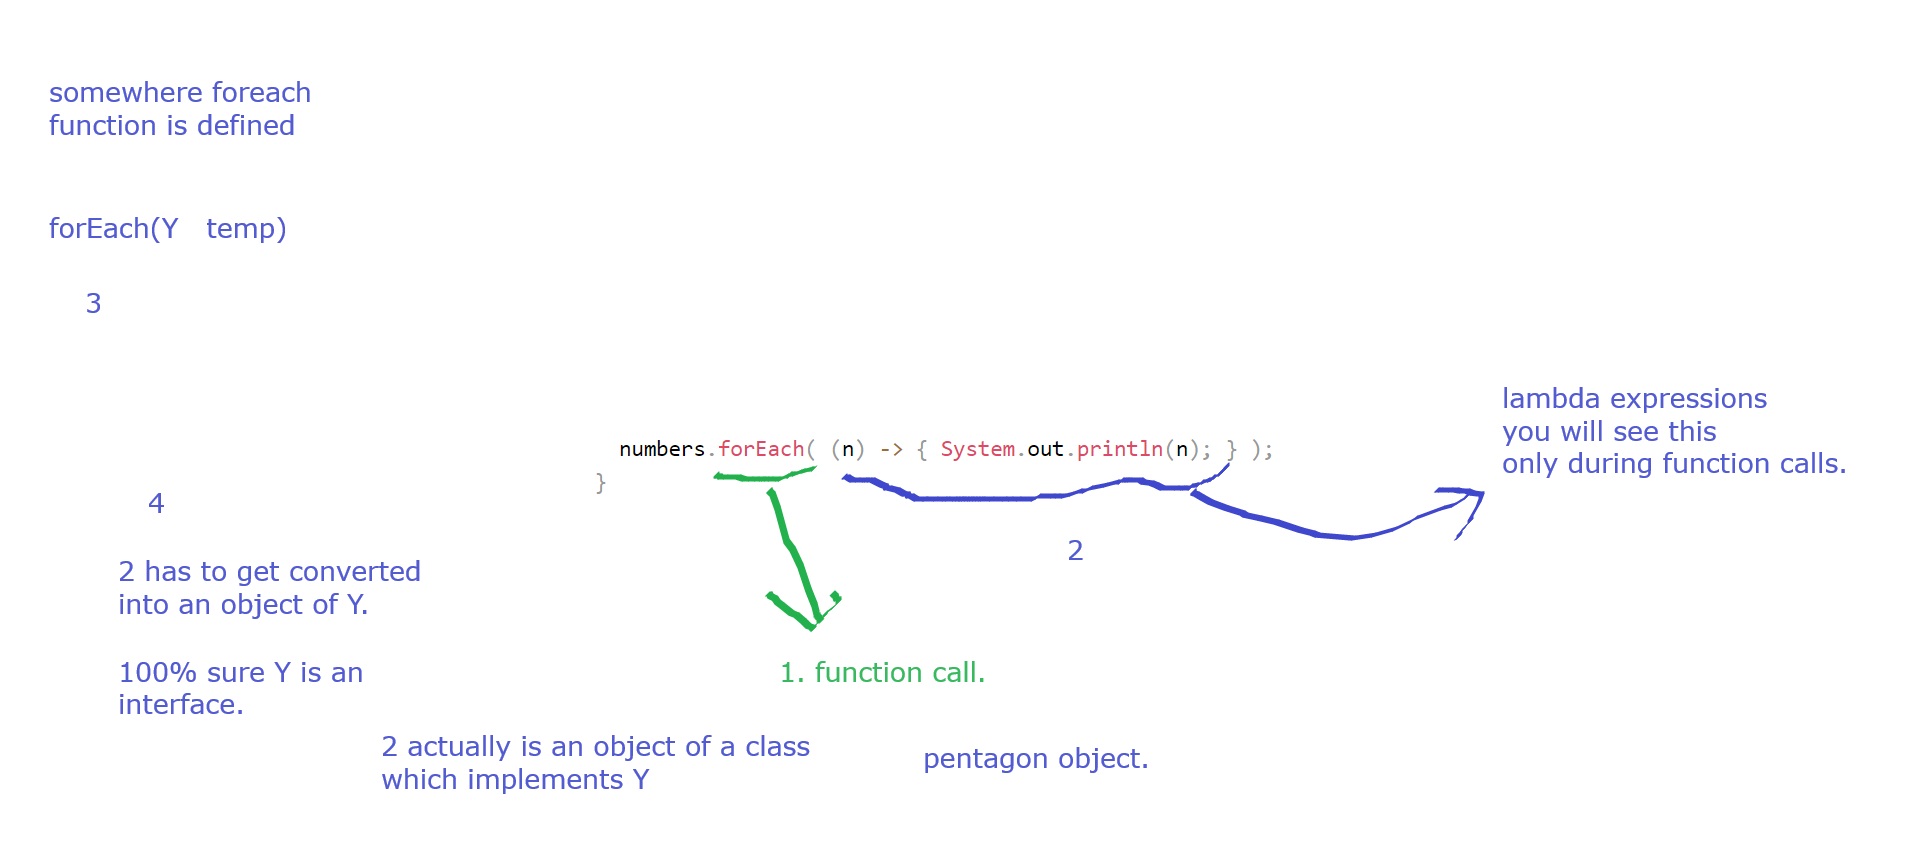 somewhere foreach
function is defined
forEach(Y   temp)
3
lambda expressions
you will see this
only during function calls.
numbers.forEach( (n) -> { System.out.println(n); } );
}
4
2
2 has to get converted
into an object of Y.
100% sure Y is an
interface.
1. function call.
2 actually is an object of a class
which implements Y
pentagon object.